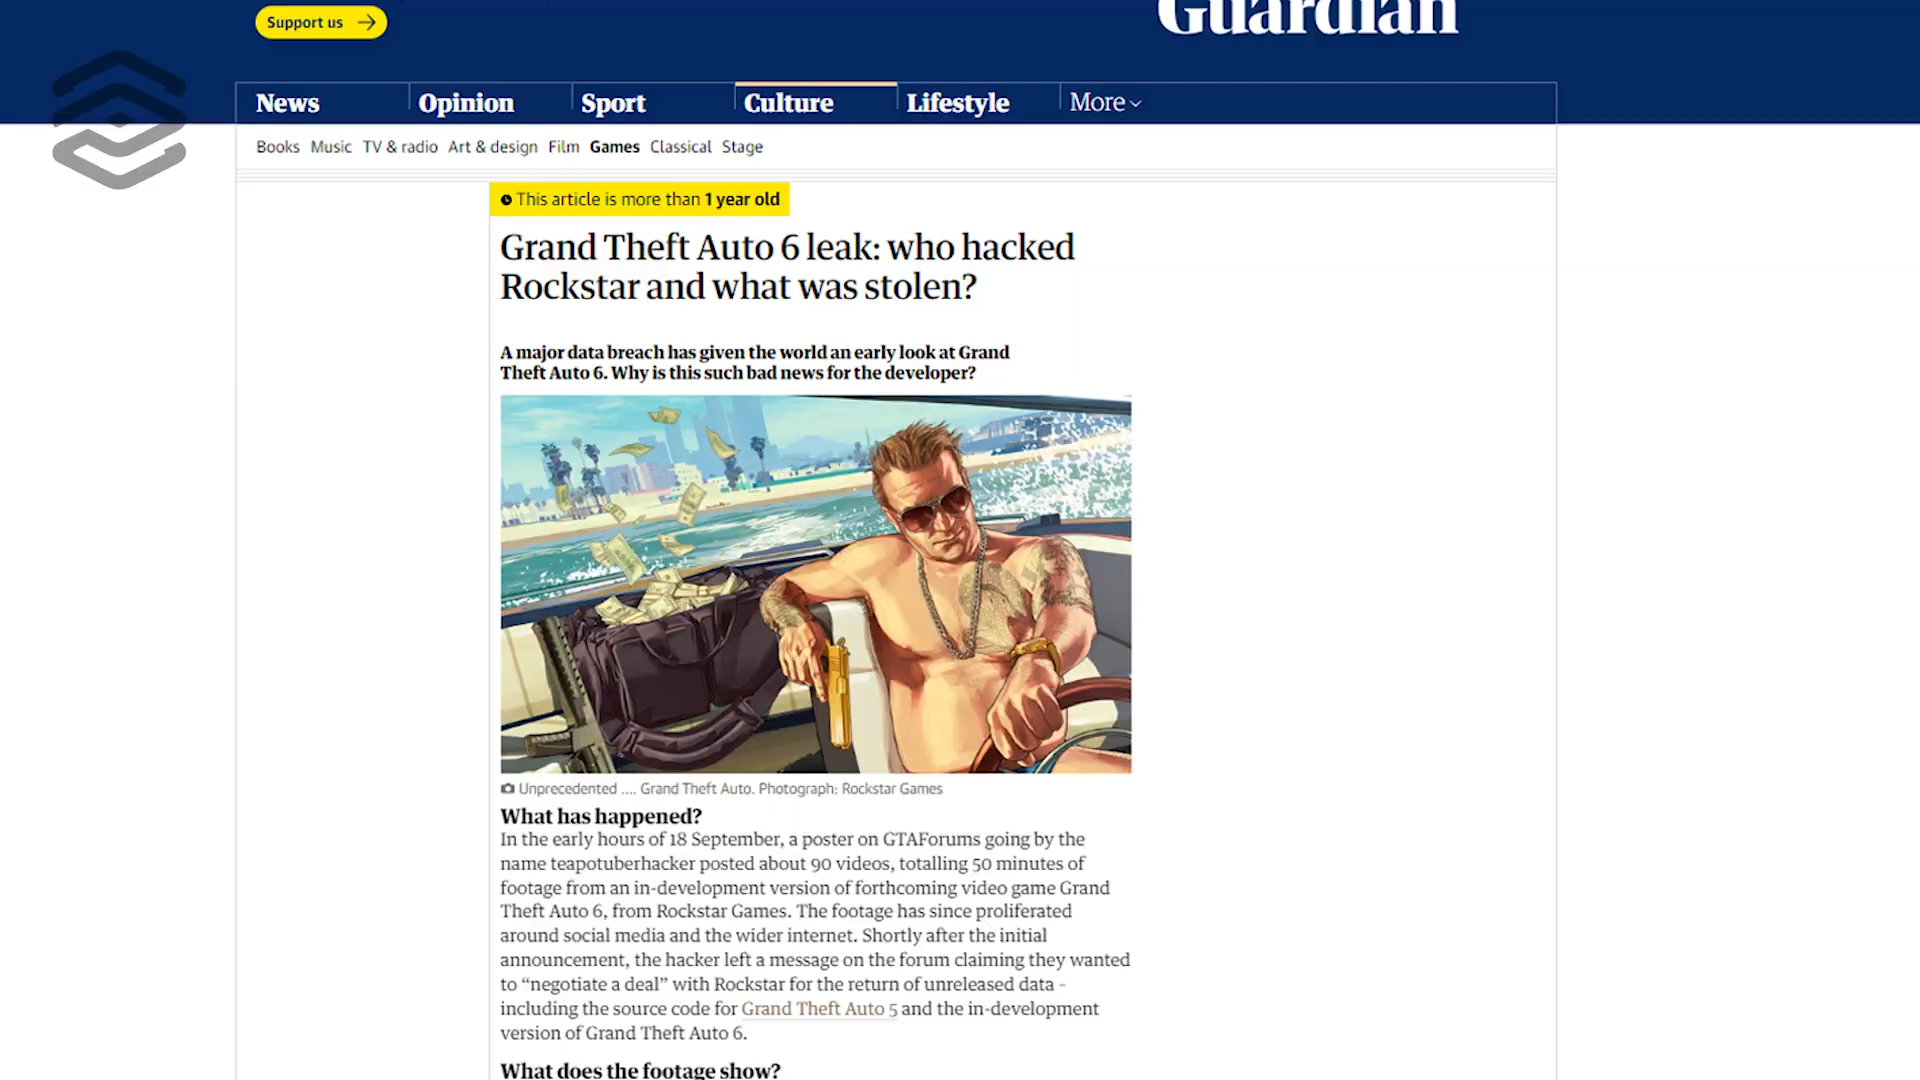 Support us
Guardian
News
Opinion
Sport
Culture
Lifestyle
More
Books Music TV & radio Art & design Film Games Classical Stage
This article is more than 1 year old
Grand Theft Auto 6 leak: who hacked
Rockstar and what was stolen?
A major data breach has given the world an early look at Grand
Theft Auto 6. Why is this such bad news for the developer?
Unprecedented .... Grand Theft Auto. Photograph: Rockstar Games
What has happened?
In the early hours of 18 September, a poster on GTAForums going by the
name teapotuberhacker posted about 90 videos, totalling 50 minutes of
footage from an in-development version of forthcoming video game Grand
Theft Auto 6, from Rockstar Games. The footage has since proliferated
around social media and the wider internet. Shortly after the initial
announcement, the hacker left a message on the forum claiming they wanted
to “negotiate a deal” with Rockstar for the return of unreleased data -
including the source code for Grand Theft Auto 5 and the in-development
version of Grand Theft Auto 6.
What does the footage show?